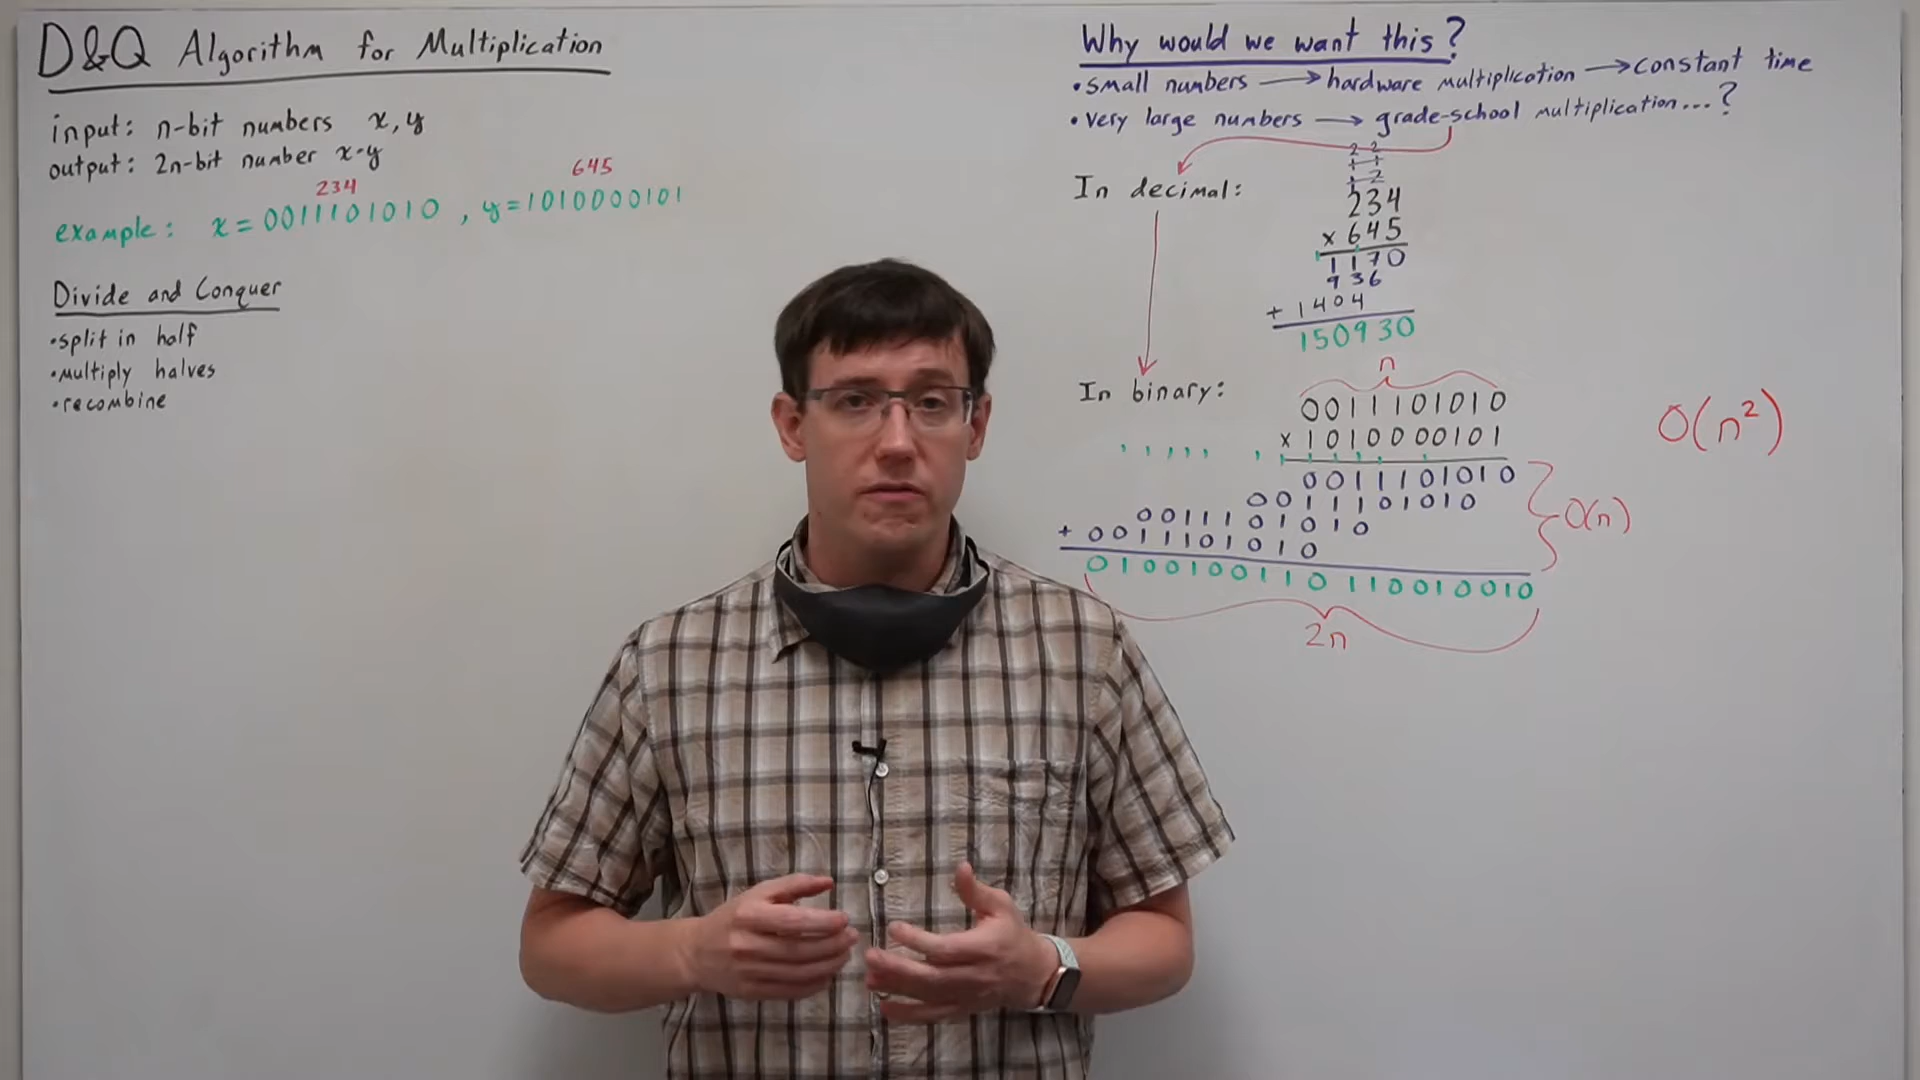 D&Q Algorithm for Multiplication
input: n-bit numbers x, y
output: 2n-bit number x·y
234 645
example: x = 0011101010 , y = 1010000101
Divide and Conquer
• split in half
• multiply halves
• recombine
Why would we want this?
• small numbers → hardware multiplication → constant time
• very large numbers → grade-school multiplication...?
2 2
1 1
1 2
In decimal:
234
x 645
1170
936
+ 1404
150930
n
In binary:
0011101010
x 1010000101
0011101010
0011101010
0011101010
+ 0011101010
O(n)
0100100110110010010
2n
O(n²)